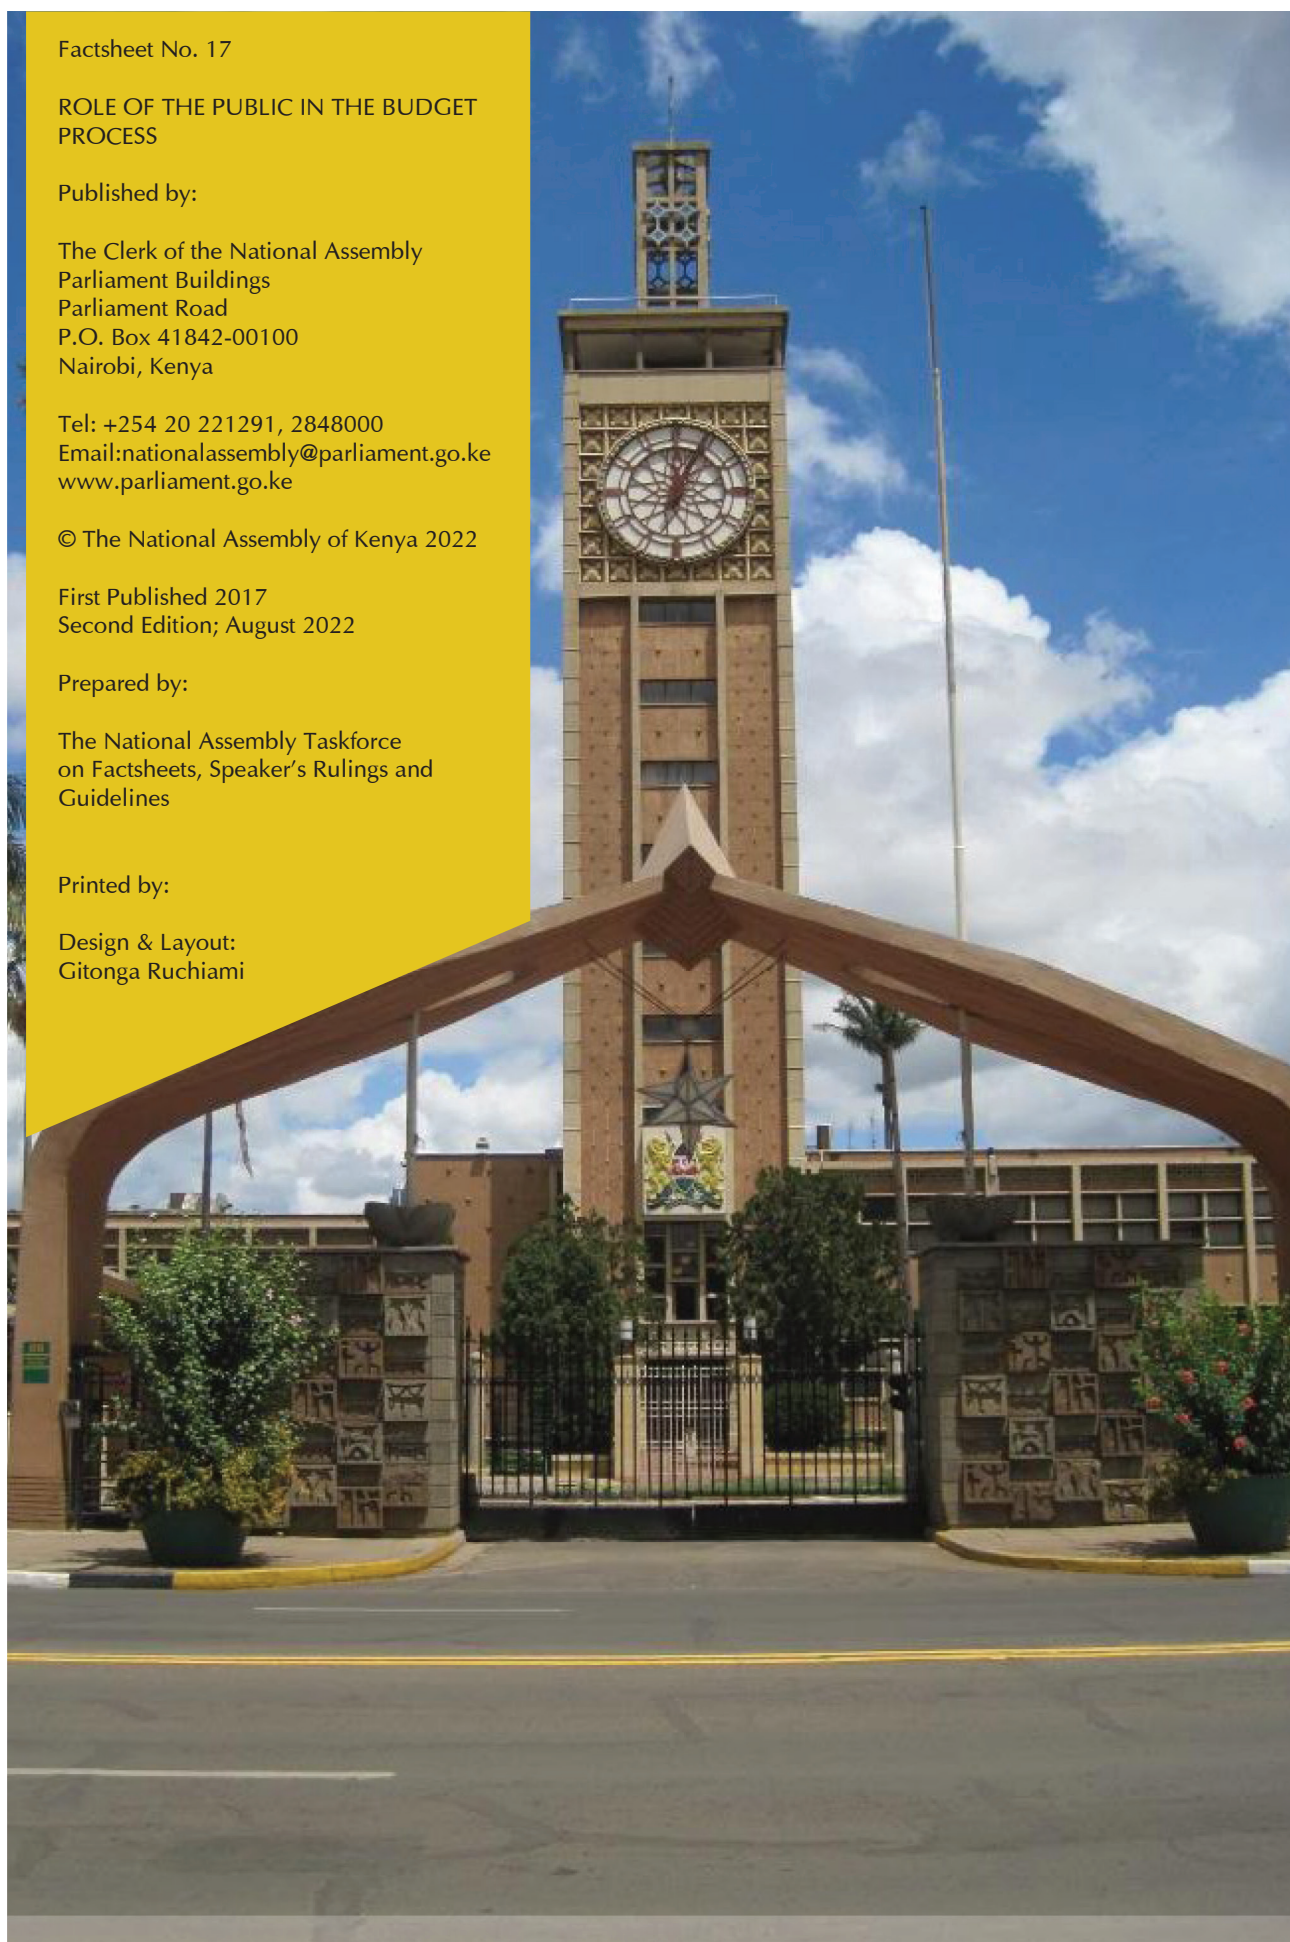 Factsheet No. 17
ROLE OF THE PUBLIC IN THE BUDGET
PROCESS
Published by:
The Clerk of the National Assembly
Parliament Buildings
Parliament Road
P.O. Box 41842-00100
Nairobi, Kenya
Tel: +254 20 221291, 2848000
Email:nationalassembly@parliament.go.ke
www.parliament.go.ke
© The National Assembly of Kenya 2022
First Published 2017
Second Edition; August 2022
Prepared by:
The National Assembly Taskforce
on Factsheets, Speaker’s Rulings and
Guidelines
Printed by:
Design & Layout:
Gitonga Ruchiami